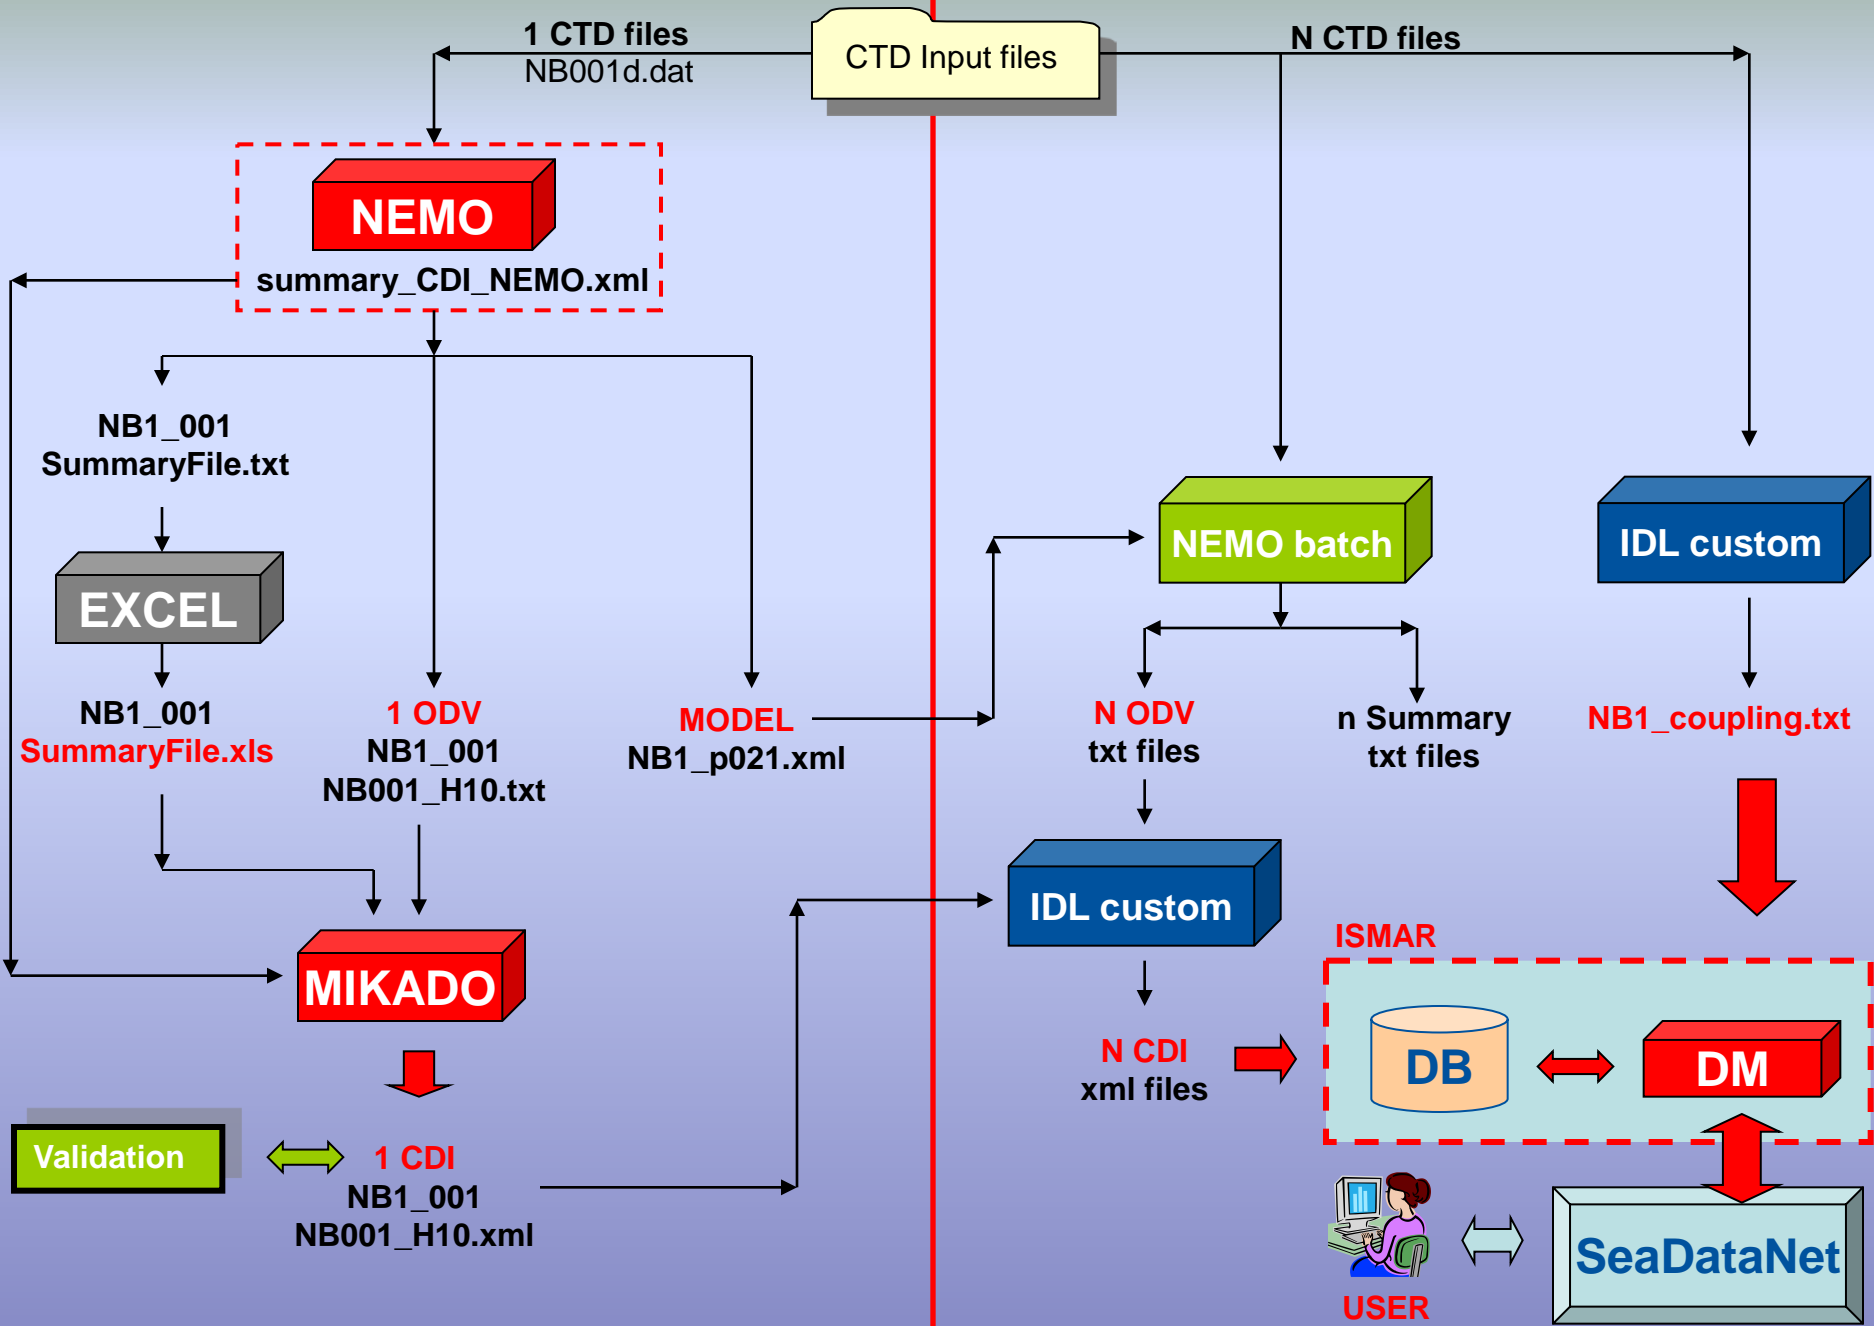 1 CTD files
NB001d.dat
CTD Input files
N CTD files
NEMO
summary_CDI_NEMO.xml
NB1_001
SummaryFile.txt
EXCEL
NB1_001
SummaryFile.xls
1 ODV
NB1_001
NB001_H10.txt
MODEL
NB1_p021.xml
MIKADO
Validation
1 CDI
NB1_001
NB001_H10.xml
NEMO batch
IDL custom
N ODV
txt files
n Summary
txt files
NB1_coupling.txt
IDL custom
N CDI
xml files
ISMAR
DB
DM
USER
SeaDataNet